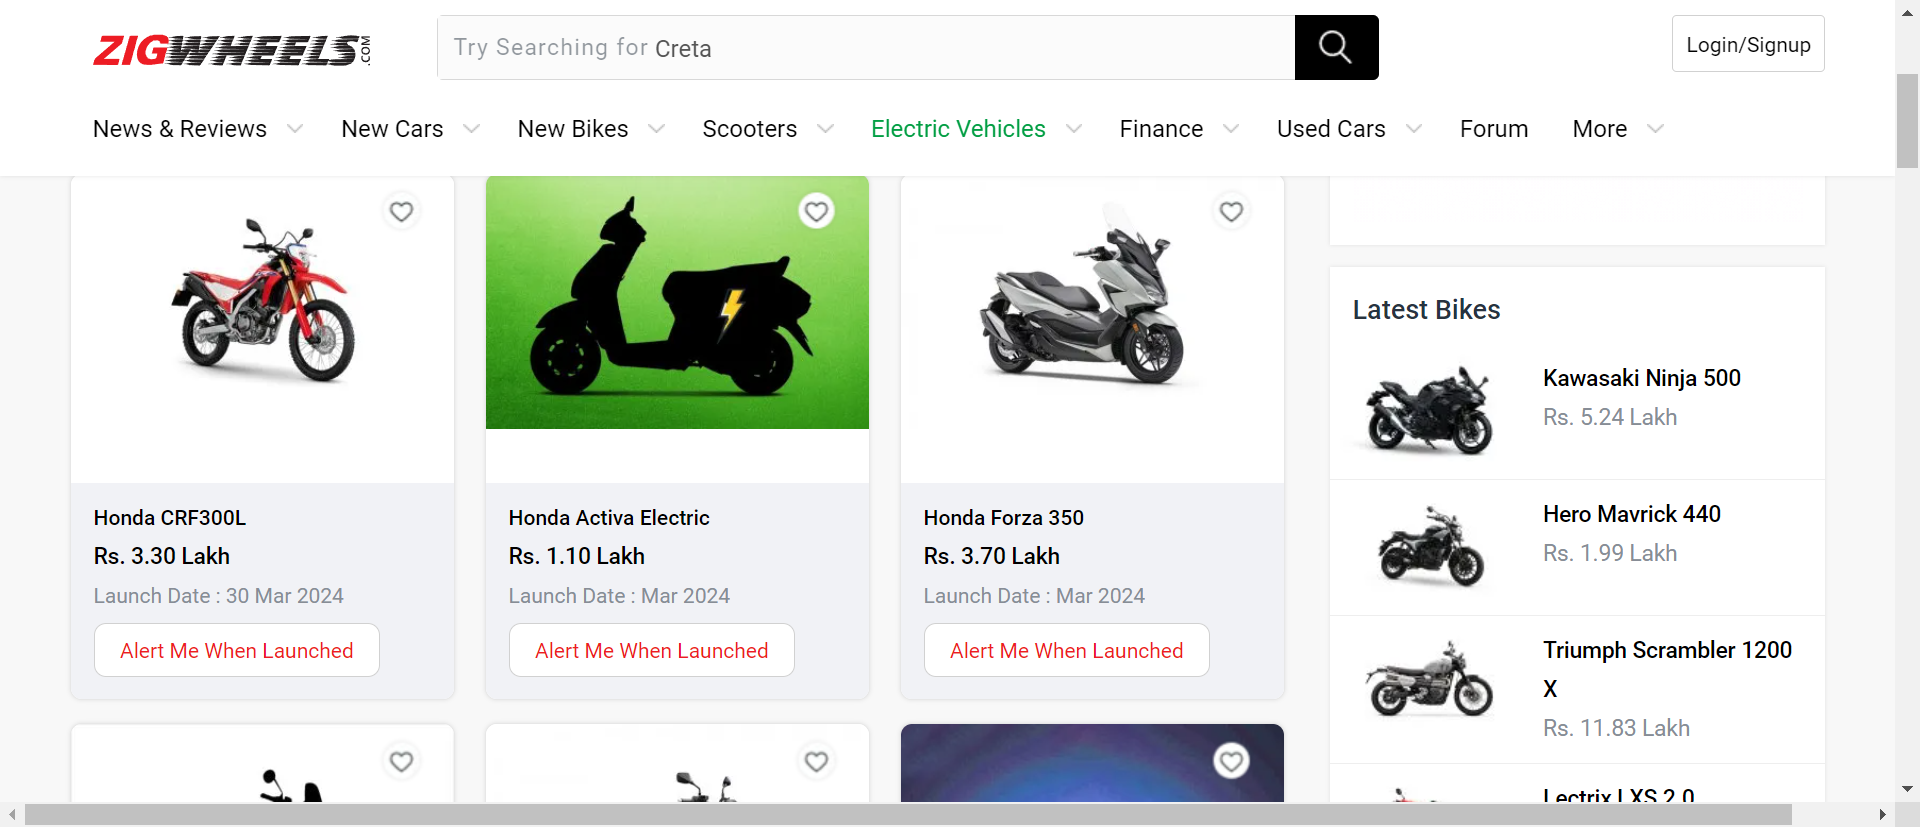 ZIGWHEELS.COM
Try Searching for Creta
Login/Signup
News & Reviews
New Cars
New Bikes
Scooters
Electric Vehicles
Finance
Used Cars
Forum
More
Honda CRF300L
Rs. 3.30 Lakh
Launch Date : 30 Mar 2024
Alert Me When Launched
Honda Activa Electric
Rs. 1.10 Lakh
Launch Date : Mar 2024
Alert Me When Launched
Honda Forza 350
Rs. 3.70 Lakh
Launch Date : Mar 2024
Alert Me When Launched
Latest Bikes
Kawasaki Ninja 500
Rs. 5.24 Lakh
Hero Mavrick 440
Rs. 1.99 Lakh
Triumph Scrambler 1200
X
Rs. 11.83 Lakh
Lectrix LXS 2.0